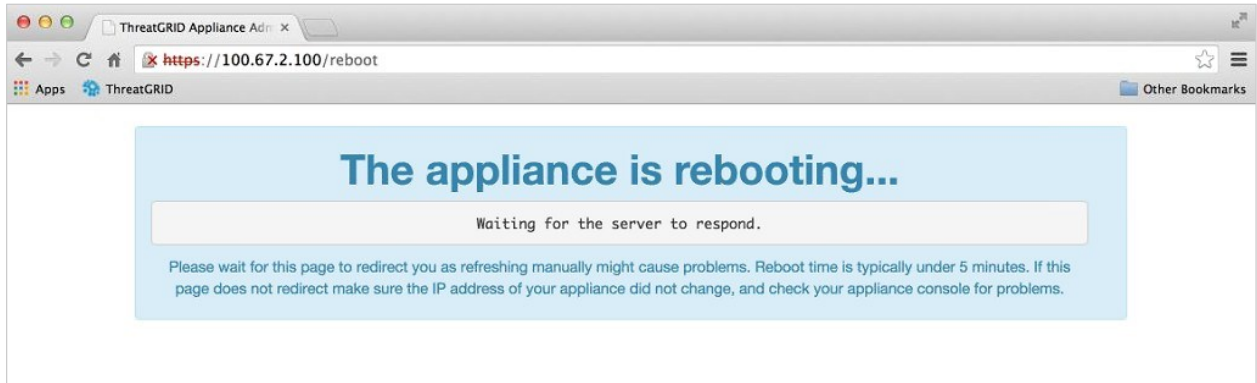 ThreatGRID Appliance Adm
https://100.67.2.100/reboot
Apps ThreatGRID Other Bookmarks
The appliance is rebooting...
Waiting for the server to respond.
Please wait for this page to redirect you as refreshing manually might cause problems. Reboot time is typically under 5 minutes. If this
page does not redirect make sure the IP address of your appliance did not change, and check your appliance console for problems.